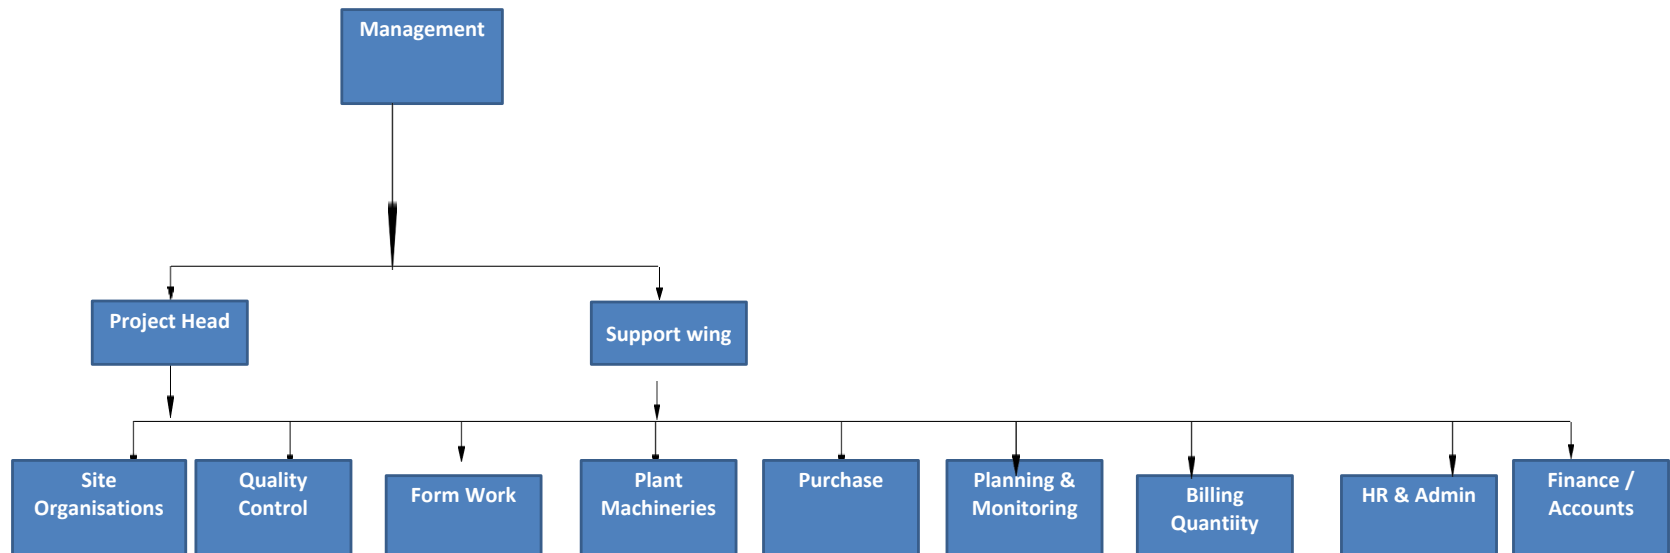 Management
Project Head
Support wing
Site
Organisations
Quality
Control
Form Work
Plant
Machineries
Purchase
Planning &
Monitoring
Billing
Quantiity
HR & Admin
Finance /
Accounts